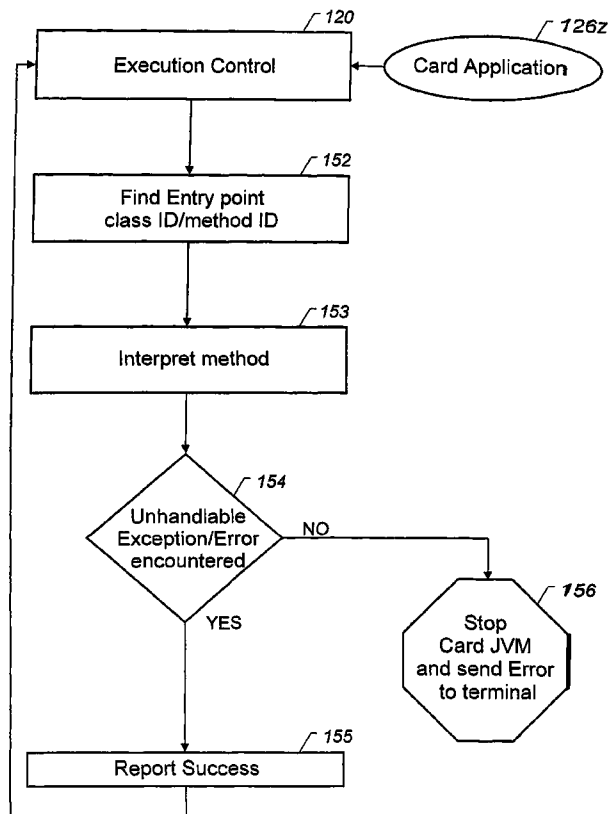 120
Execution Control
126z
Card Application
152
Find Entry point
class ID/method ID
153
Interpret method
154
Unhandiable
Exception/Error
encountered
NO
YES
156
Stop
Card JVM
and send Error
to terminal
155
Report Success